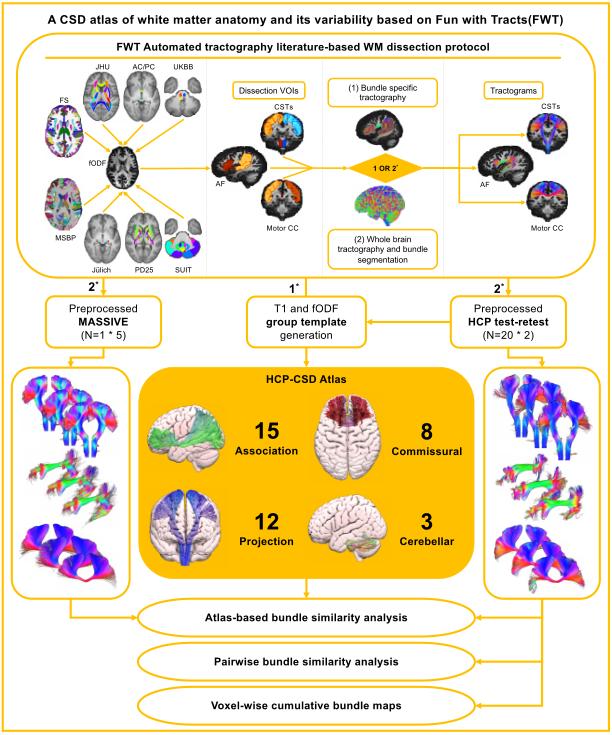 A CSD atlas of white matter anatomy and its variability based on Fun with Tracts(FWT)
FWT Automated tractography literature-based WM dissection protocol
JHU
AC/PC
UKBB
FS
fODF
MSBP
Jülich
PD25
SUIT
Dissection VOIs
CSTs
AF
Motor CC
(1) Bundle specific
tractography
1 OR 2*
(2) Whole brain
tractography and bundle
segmentation
Tractograms
CSTs
AF
Motor CC
2*
1*
2*
Preprocessed
MASSIVE
(N=1 * 5)
T1 and fODF
group template
generation
Preprocessed
HCP test-retest
(N=20 * 2)
HCP-CSD Atlas
15
Association
8
Commissural
12
Projection
3
Cerebellar
Atlas-based bundle similarity analysis
Pairwise bundle similarity analysis
Voxel-wise cumulative bundle maps